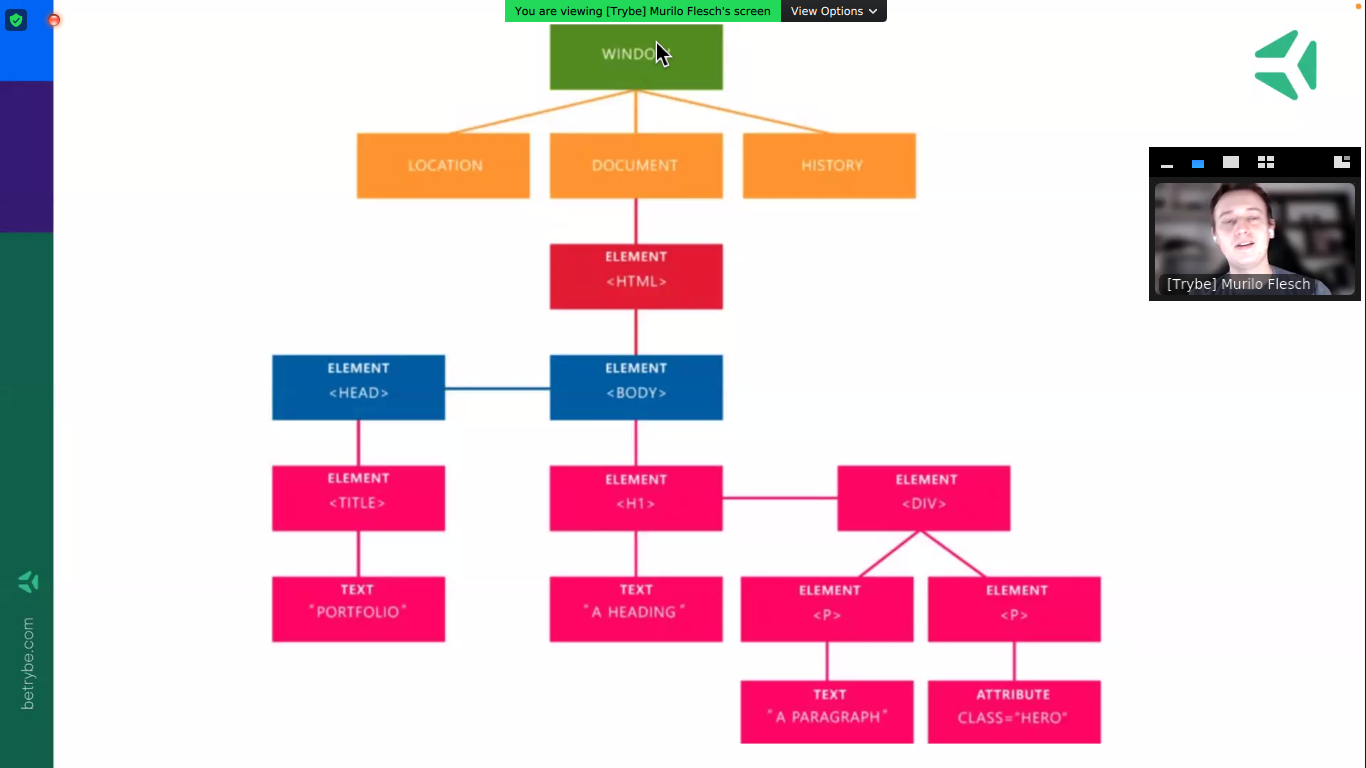 You are viewing [Trybe] Murilo Flesch's screen
View Options
WINDOW
LOCATION
DOCUMENT
HISTORY
ELEMENT
<HTML>
ELEMENT
<HEAD>
ELEMENT
<BODY>
ELEMENT
<TITLE>
ELEMENT
<H1>
ELEMENT
<DIV>
TEXT
"PORTFOLIO"
TEXT
"A HEADING"
ELEMENT
<P>
ELEMENT
<P>
TEXT
"A PARAGRAPH"
ATTRIBUTE
CLASS="HERO"
[Trybe] Murilo Flesch
betrybe.com